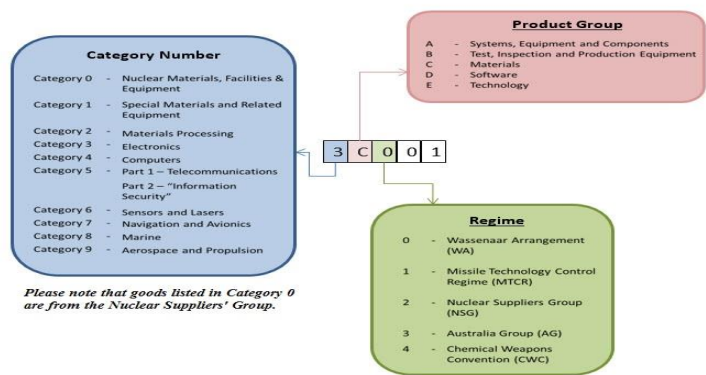 Category Number
Category 0 - Nuclear Materials, Facilities &
Equipment
Category 1 - Special Materials and Related
Equipment
Category 2 - Materials Processing
Category 3 - Electronics
Category 4 - Computers
Category 5 - Part 1 – Telecommunications
Part 2 – “Information
Security”
Category 6 - Sensors and Lasers
Category 7 - Navigation and Avionics
Category 8 - Marine
Category 9 - Aerospace and Propulsion
Please note that goods listed in Category 0
are from the Nuclear Suppliers' Group.
3 C 0 0 1
Product Group
A - Systems, Equipment and Components
B - Test, Inspection and Production Equipment
C - Materials
D - Software
E - Technology
Regime
0 - Wassenaar Arrangement
(WA)
1 - Missile Technology Control
Regime (MTCR)
2 - Nuclear Suppliers Group
(NSG)
3 - Australia Group (AG)
4 - Chemical Weapons
Convention (CWC)